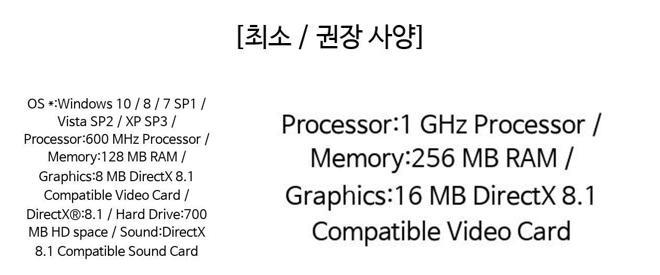 [최소 / 권장 사양]
OS *:Windows 10 / 8 / 7 SP1 /
Vista SP2 / XP SP3 /
Processor:600 MHz Processor /
Memory:128 MB RAM /
Graphics:8 MB DirectX 8.1
Compatible Video Card /
DirectX®:8.1 / Hard Drive:700
MB HD space / Sound:DirectX
8.1 Compatible Sound Card
Processor:1 GHz Processor /
Memory:256 MB RAM /
Graphics:16 MB DirectX 8.1
Compatible Video Card